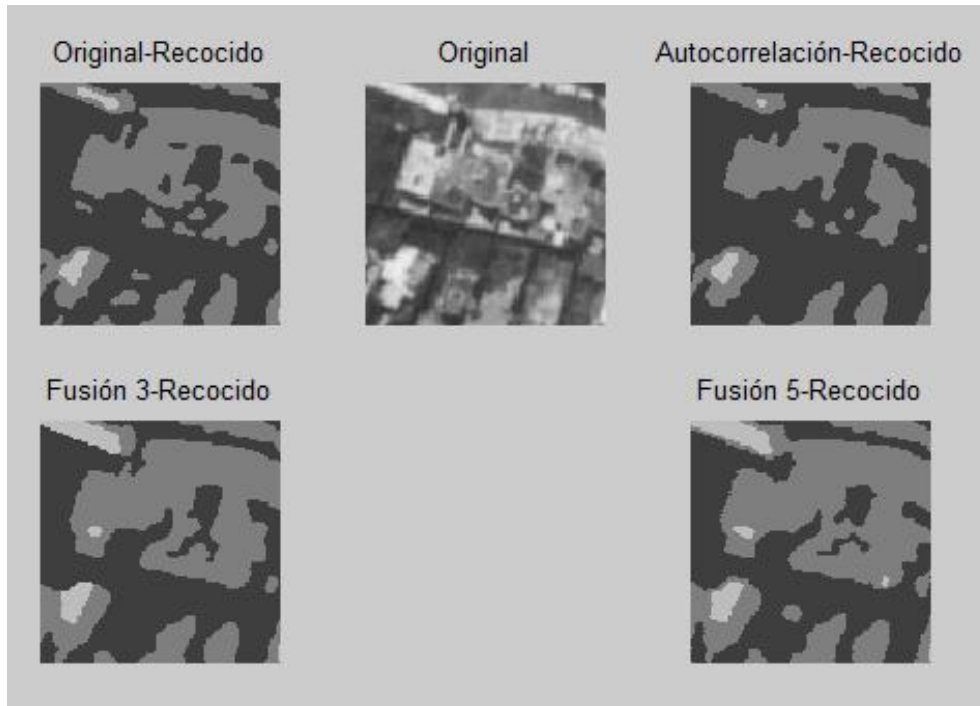 Original-Recocido
Original
Autocorrelación-Recocido
Fusión 3-Recocido
Fusión 5-Recocido